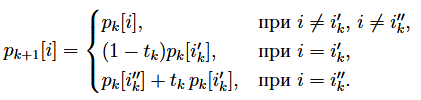 p_{k+1}[i] = { p_k[i], при i ≠ i'_k, i ≠ i''_k,
(1 − t_k)p_k[i'_k], при i = i'_k,
p_k[i''_k] + t_k p_k[i'_k], при i = i''_k.